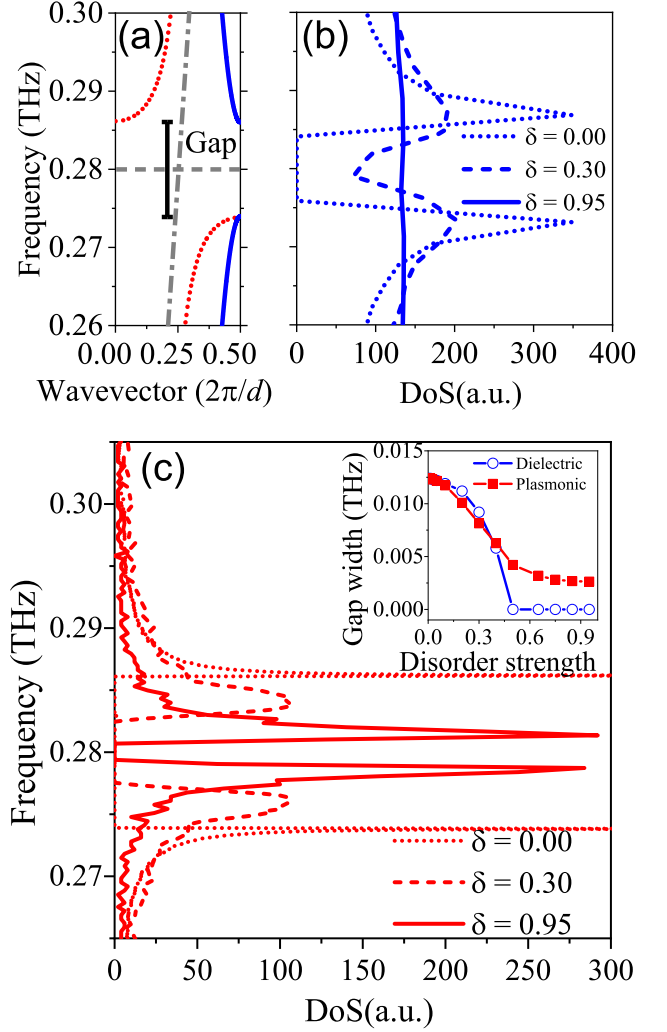 (a)
0.30
0.29
0.28
0.27
0.26
Frequency (THz)
Gap
0.00 0.25 0.50
Wavevector (2π/d)
(b)
δ = 0.00
δ = 0.30
δ = 0.95
0 100 200 300 400
DoS(a.u.)
(c)
0.30
0.29
0.28
0.27
Frequency (THz)
0.015
0.010
0.005
0.000
Gap width (THz)
Dielectric
Plasmonic
0.0 0.3 0.6 0.9
Disorder strength
δ = 0.00
δ = 0.30
δ = 0.95
0 50 100 150 200 250 300
DoS(a.u.)